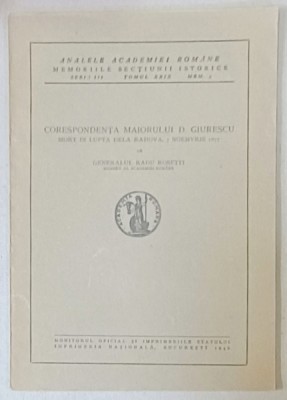 ANALELE ACADEMIEI ROMÂNE
MEMORIILE SECȚIUNII ISTORICE
SERIA III TOMUL XXIX MEM.
CORESPONDENȚA MAIORULUI D. GIURESCU
MORT ÎN LUPTA DELA RAHOVA, 7 NOEMVRIE 1877
DE
GENERALUL RADU ROSETTI
MEMBRU AL ACADEMIEI ROMÂNE
ACADEMIA ROMANA
MONITORUL OFICIAL ȘI IMPRIMERIILE STATULUI
IMPRIMERIA NAȚIONALĂ, BUCUREȘTI